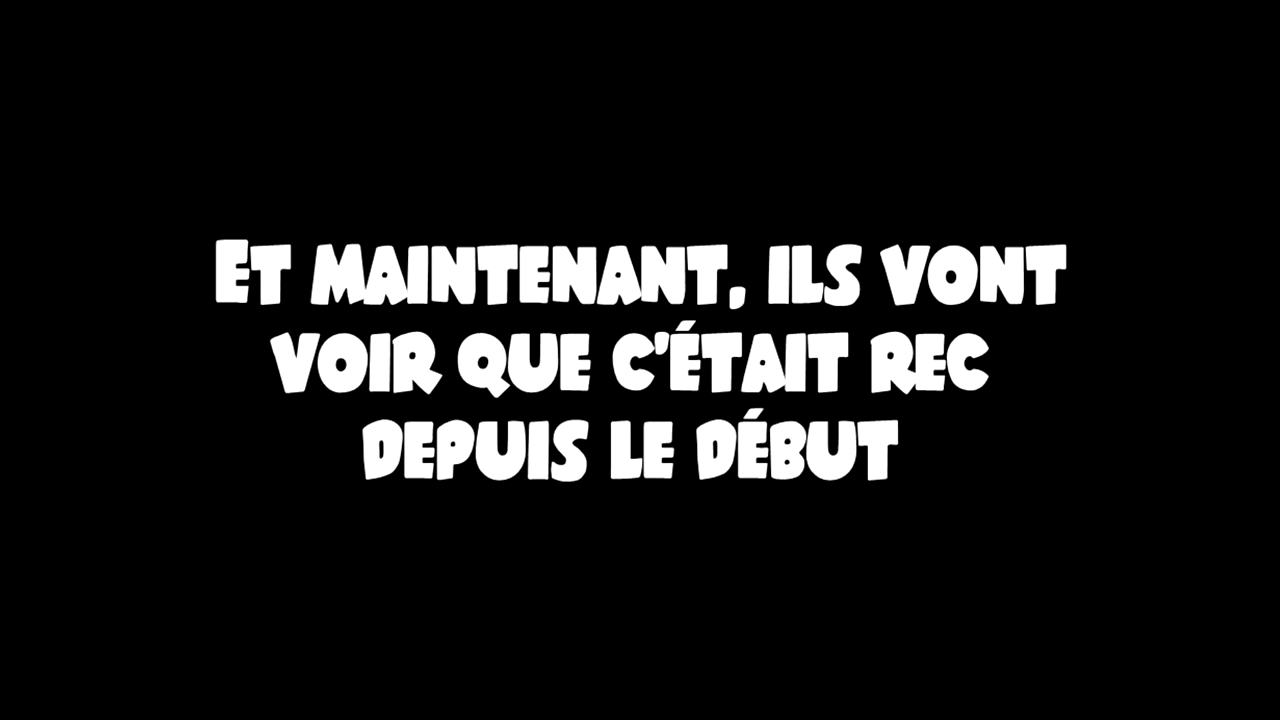 Et maintenant, ils vont
voir que c'était rec
depuis le début